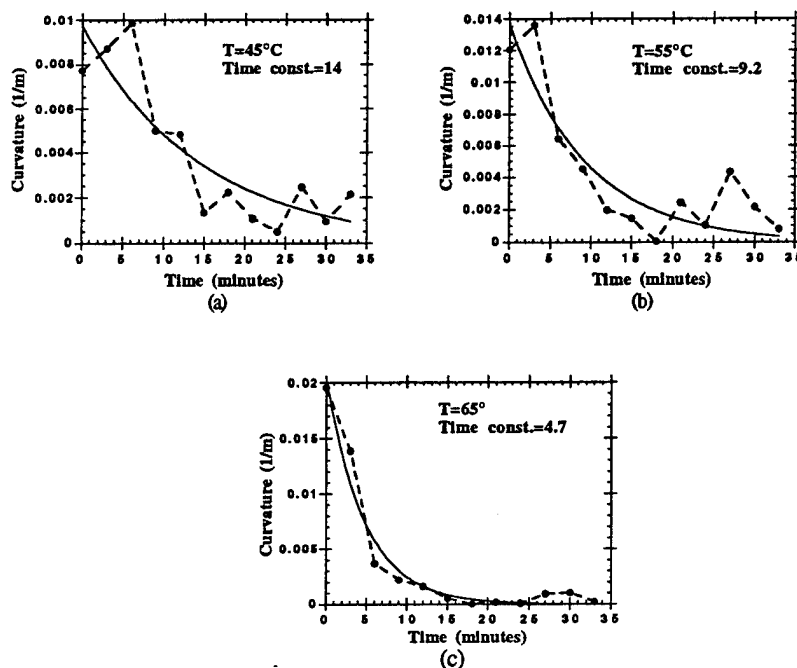 0.01
0.008
0.006
0.004
0.002
0
Curvature (1/m)
T=45°C
Time const.=14
0 5 10 15 20 25 30 35
Time (minutes)
(a)
0.014
0.012
0.01
0.008
0.006
0.004
0.002
0
Curvature (1/m)
T=55°C
Time const.=9.2
0 5 10 15 20 25 30 35
Time (minutes)
(b)
0.02
0.015
0.01
0.005
0
Curvature (1/m)
T=65°
Time const.=4.7
0 5 10 15 20 25 30 35
Time (minutes)
(c)